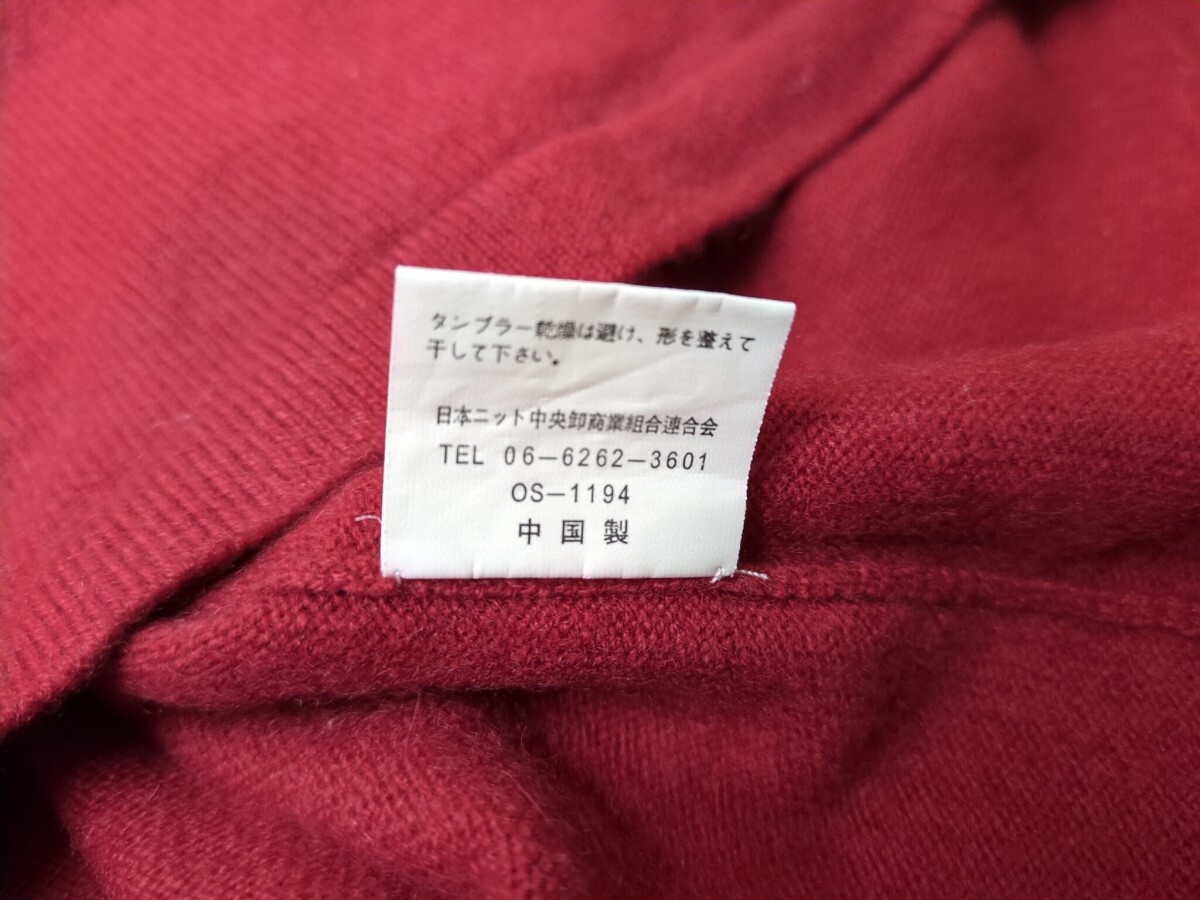 タンブラー乾燥は避け、形を整えて
干して下さい。
日本ニット中央卸商業組合連合会
TEL 06−6262−3601
OS−1194
中国製